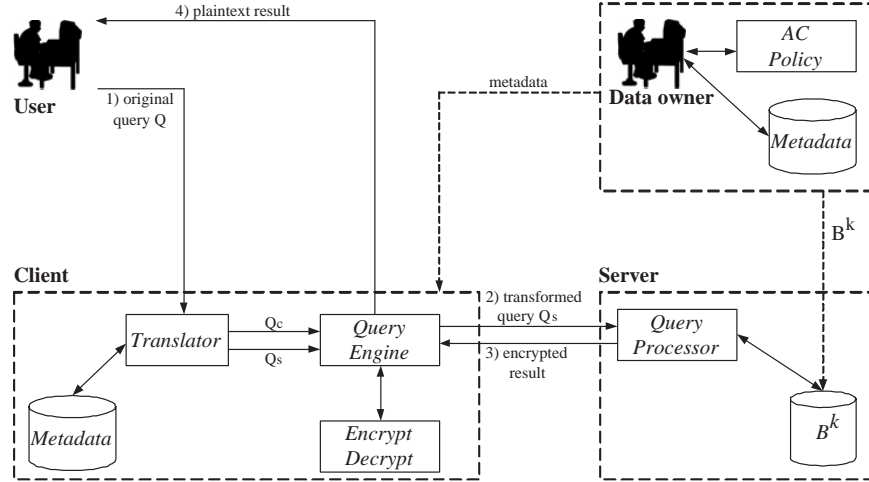 4) plaintext result
User
1) original
query Q
metadata
Data owner
AC
Policy
Metadata
B^k
Client
Translator
Qc
Qs
Query
Engine
Metadata
Encrypt
Decrypt
2) transformed
query Qs
3) encrypted
result
Server
Query
Processor
B^k